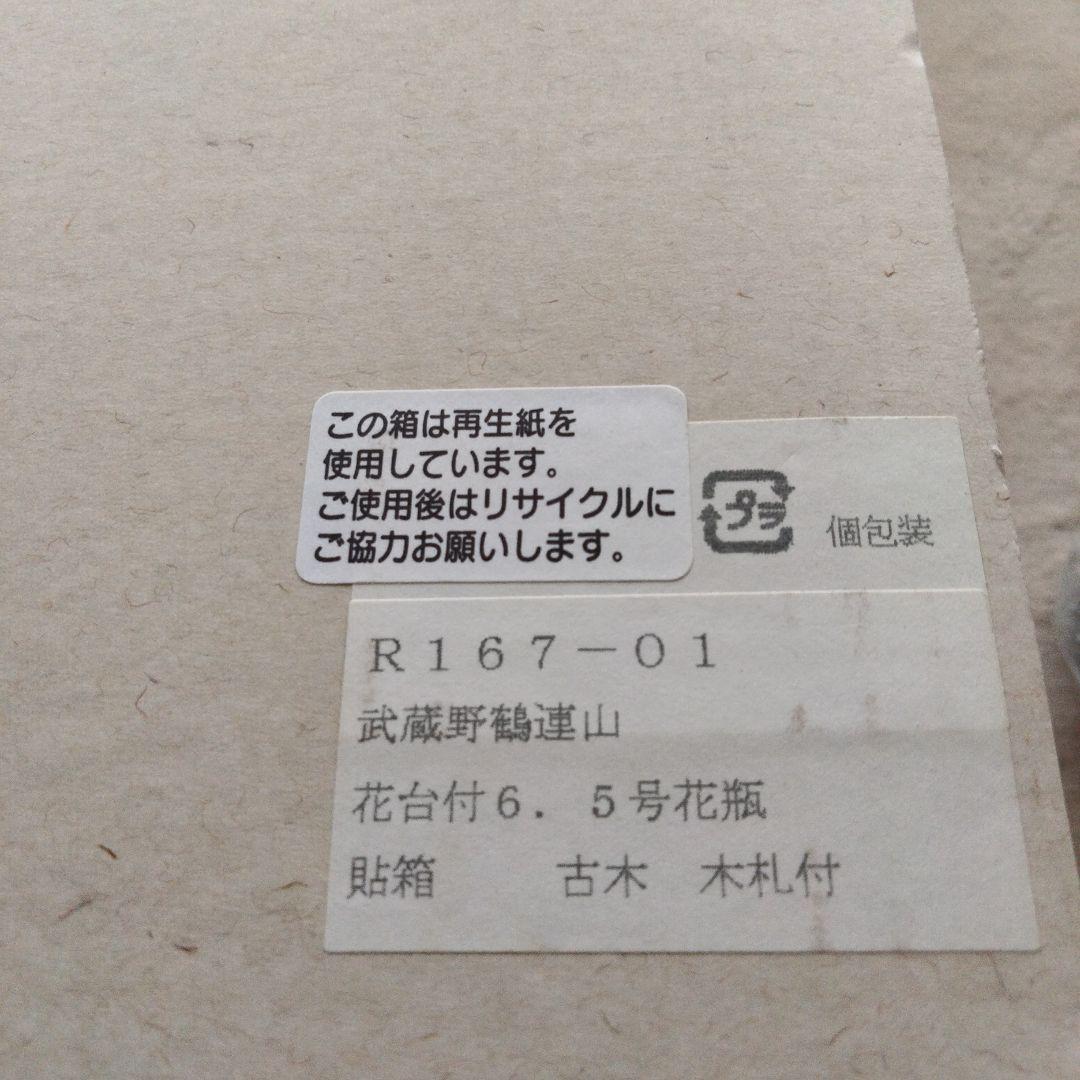 この箱は再生紙を
使用しています。
ご使用後はリサイクルに
ご協力お願いします。
プラ 個包装
R167-01
武蔵野鶴連山
花台付6.5号花瓶
貼箱 古木 木札付